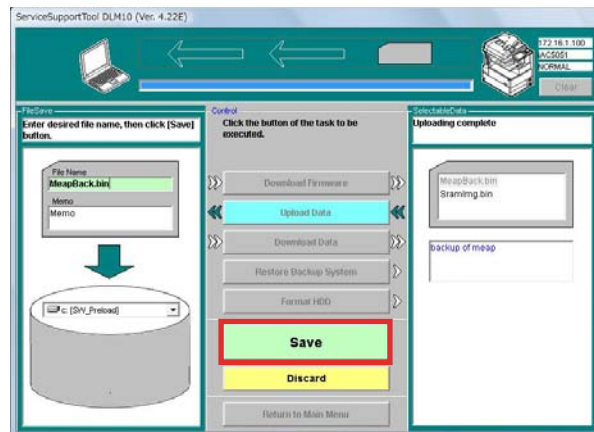 ServiceSupportTool DLM10 (Ver. 4.22E)
172.16.1.100
iAC5051
NORMAL
Clear
FileSave
Enter desired file name, then click [Save]
button.
File Name
MeapBack.bin
Memo
Memo
c: [SW_Preload]
Control
Click the button of the task to be
executed.
Download Firmware
Upload Data
Download Data
Restore Backup System
Format HDD
Save
Discard
Return to Main Menu
SelectableData
Uploading complete
MeapBack.bin
SramImg.bin
backup of meap